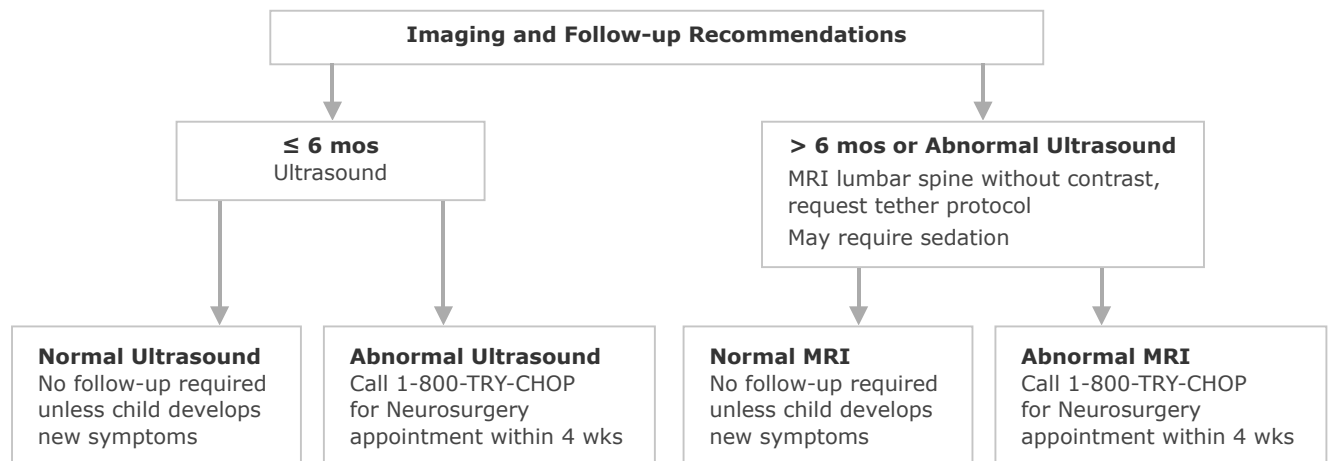 Imaging and Follow-up Recommendations
≤ 6 mos
Ultrasound
> 6 mos or Abnormal Ultrasound
MRI lumbar spine without contrast,
request tether protocol
May require sedation
Normal Ultrasound
No follow-up required
unless child develops
new symptoms
Abnormal Ultrasound
Call 1-800-TRY-CHOP
for Neurosurgery
appointment within 4 wks
Normal MRI
No follow-up required
unless child develops
new symptoms
Abnormal MRI
Call 1-800-TRY-CHOP
for Neurosurgery
appointment within 4 wks